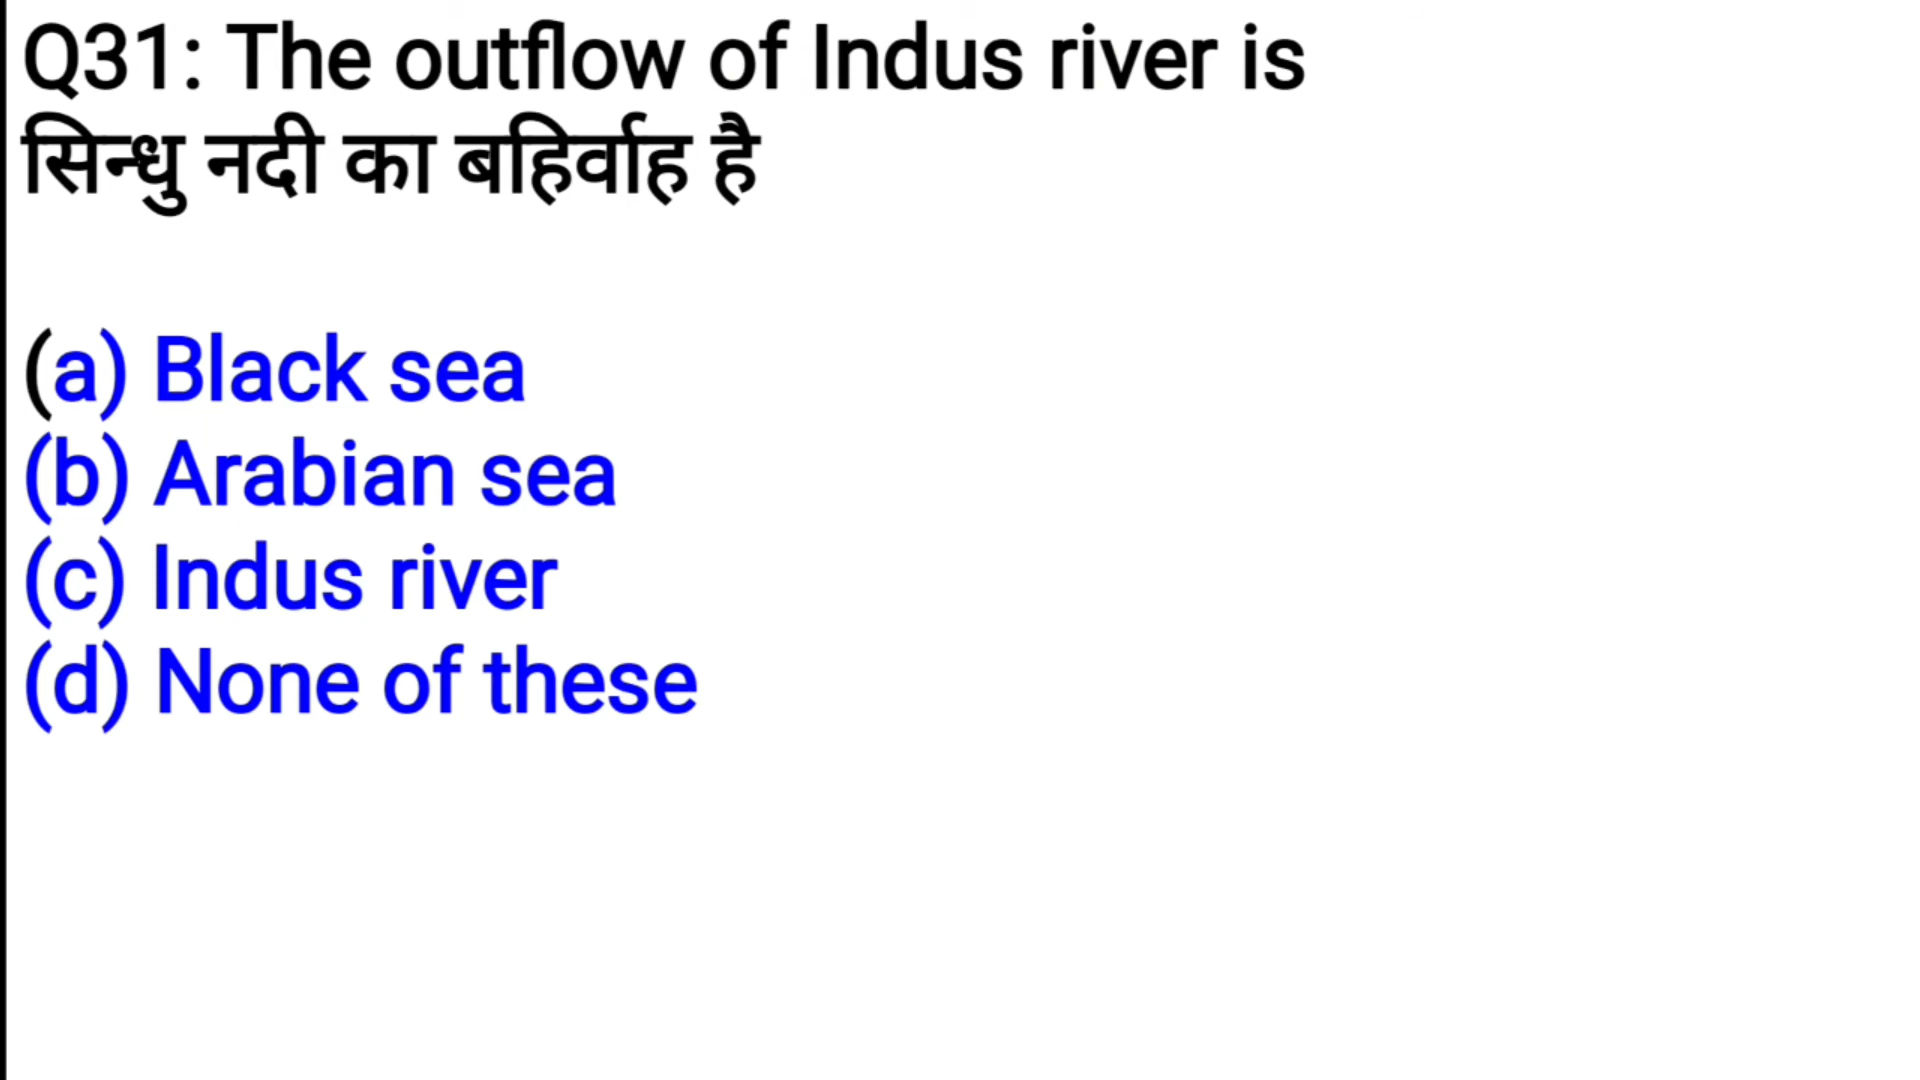 Q31: The outflow of Indus river is
सिन्धु नदी का बहिर्वाह है
(a) Black sea
(b) Arabian sea
(c) Indus river
(d) None of these